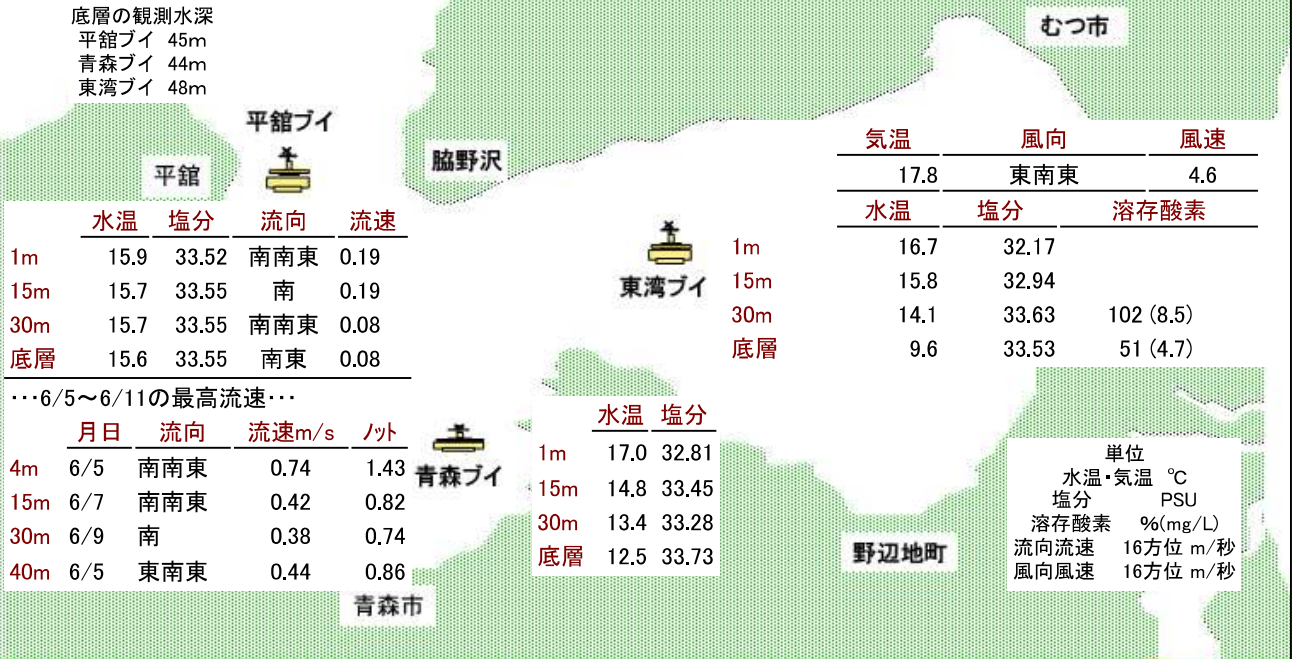 底層の観測水深
平舘ブイ 45m
青森ブイ 44m
東湾ブイ 48m
むつ市
平舘ブイ
脇野沢
平舘
水温 塩分 流向 流速
1m 15.9 33.52 南南東 0.19
15m 15.7 33.55 南 0.19
30m 15.7 33.55 南南東 0.08
底層 15.6 33.55 南東 0.08
…6/5～6/11の最高流速…
月日 流向 流速m/s ノット
4m 6/5 南南東 0.74 1.43
15m 6/7 南南東 0.42 0.82
30m 6/9 南 0.38 0.74
40m 6/5 東南東 0.44 0.86
気温 風向 風速
17.8 東南東 4.6
水温 塩分 溶存酸素
1m 16.7 32.17
15m 15.8 32.94
30m 14.1 33.63 102 (8.5)
底層 9.6 33.53 51 (4.7)
東湾ブイ
青森ブイ
水温 塩分
1m 17.0 32.81
15m 14.8 33.45
30m 13.4 33.28
底層 12.5 33.73
野辺地町
青森市
単位
水温・気温 ℃
塩分 PSU
溶存酸素 %(mg/L)
流向流速 16方位 m/秒
風向風速 16方位 m/秒